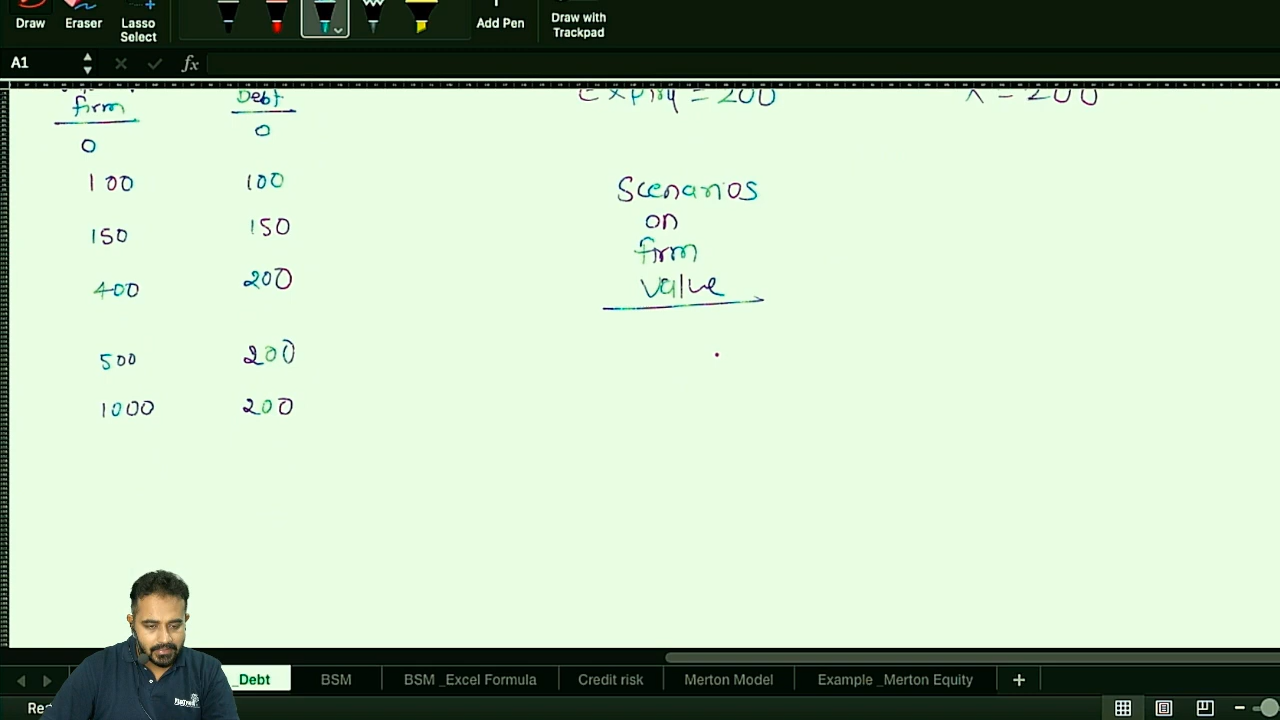 Draw Eraser Lasso Select Add Pen Draw with Trackpad
A1 fx
firm Debt Expiry = 200 X = 200
0 0
100 100
150 150
400 200
500 200
1000 200
Scenarios
on
firm
value
_Debt BSM BSM _Excel Formula Credit risk Merton Model Example _Merton Equity +